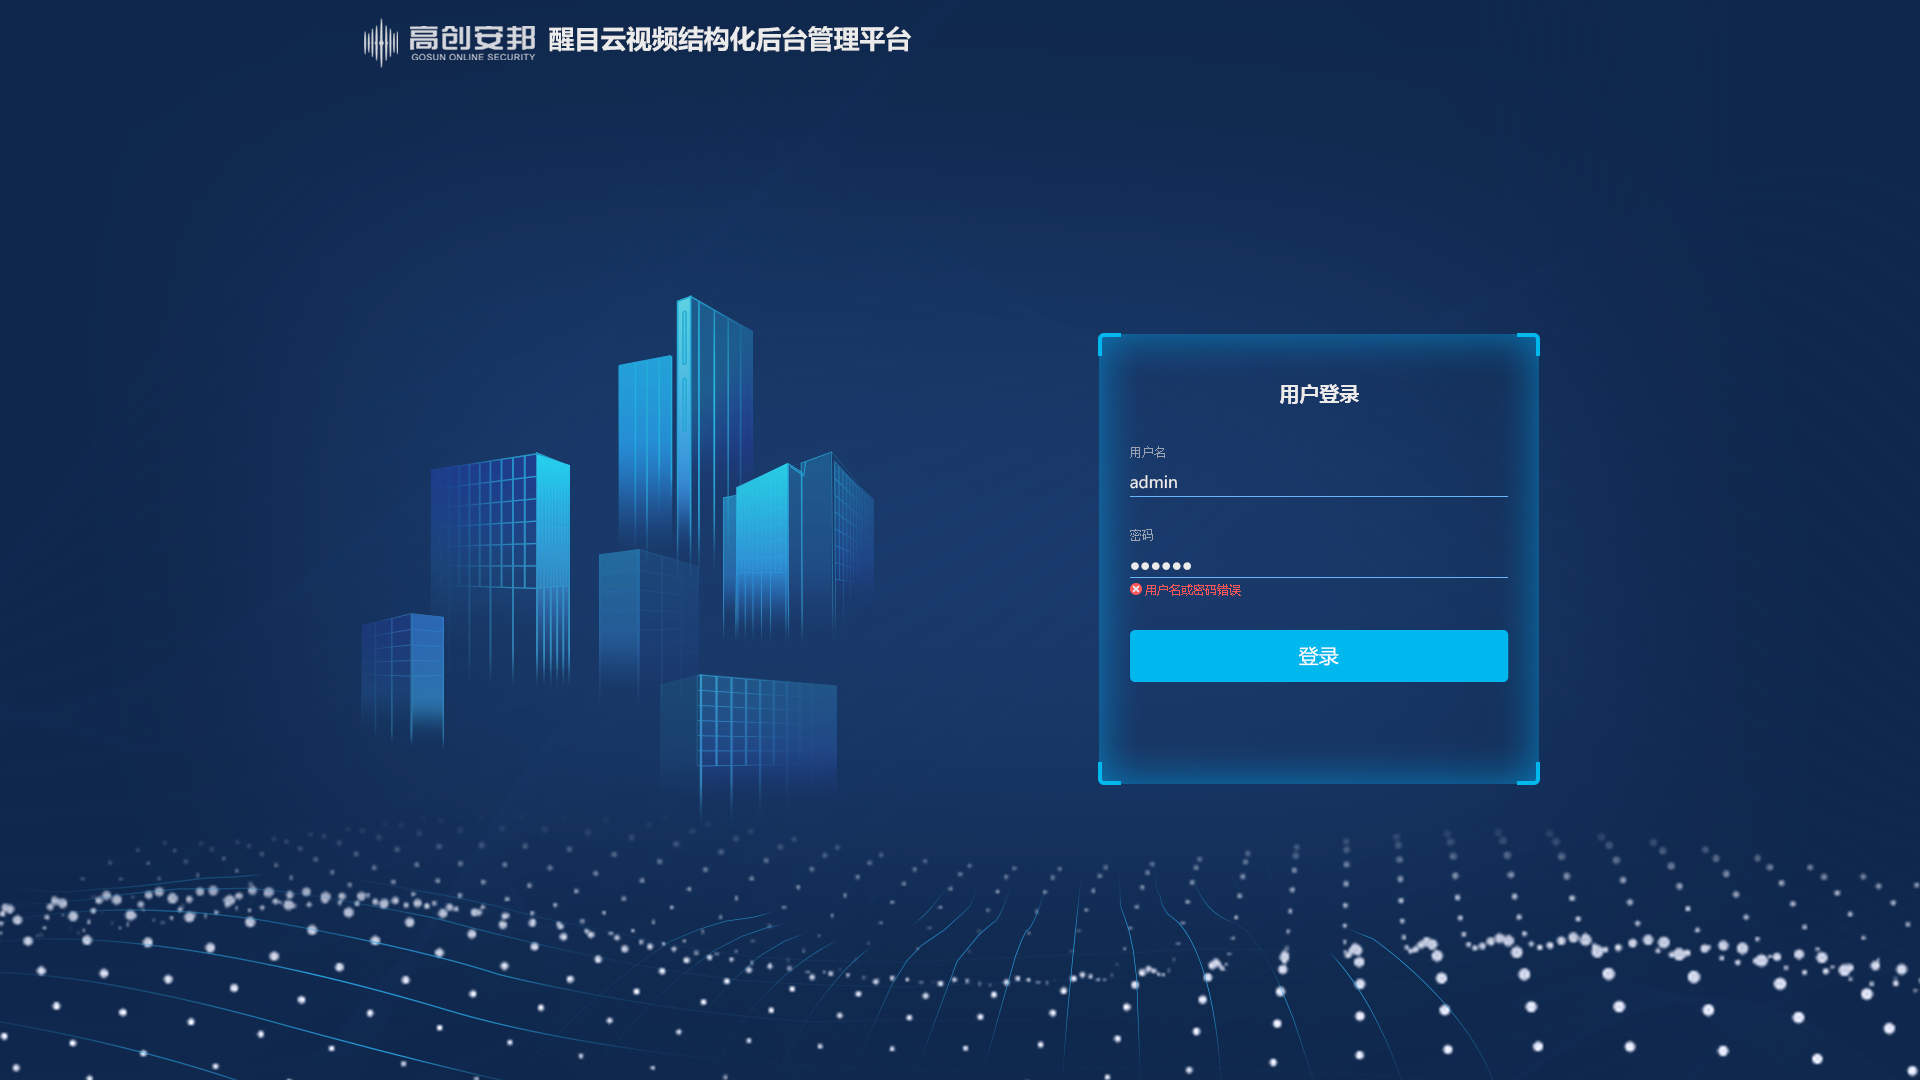 高创安邦
GOSUN ONLINE SECURITY
醒目云视频结构化后台管理平台
用户登录
用户名
admin
密码
●●●●●●
用户名或密码错误
登录